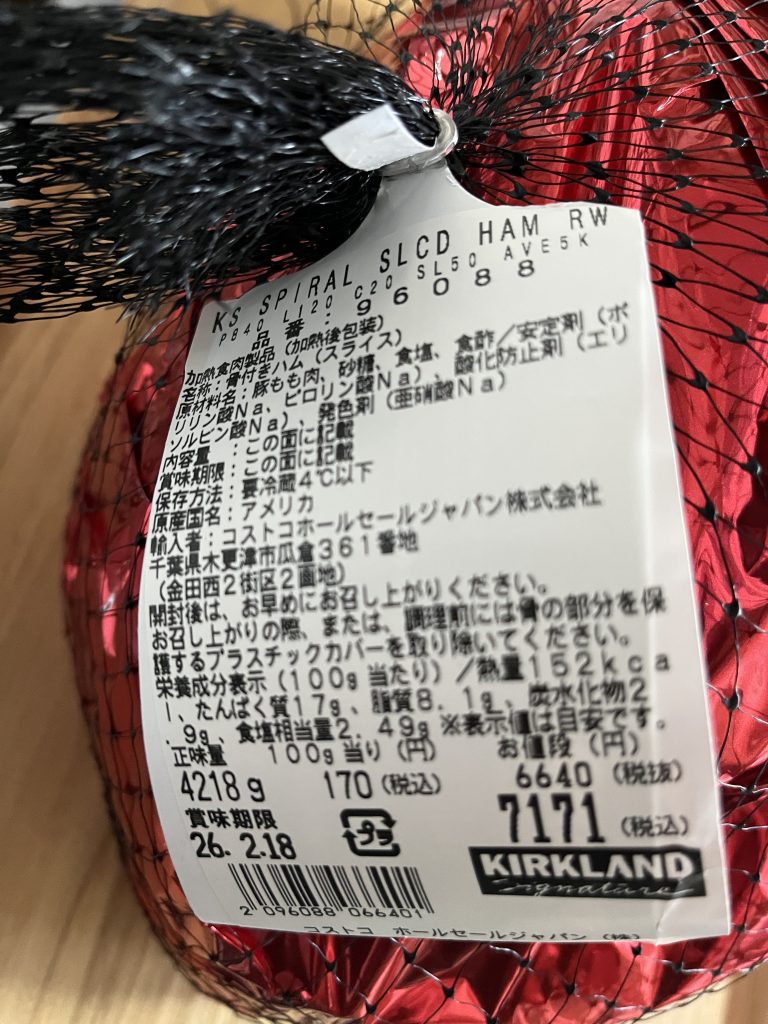 KS SPIRAL SLCD HAM RW
P840 LI20 C20 SL50 AVE5K
品番:96088
加熱食肉製品(加熱後包装)
名称:骨付きハム(スライス)
原材料名:豚もも肉、砂糖、食塩、食酢/安定剤(ポ
リリン酸Na、ピロリン酸Na)、酸化防止剤(エリ
ソルビン酸Na)、発色剤(亜硝酸Na)
内容量:この面に記載
賞味期限:この面に記載
保存方法:要冷蔵4℃以下
原産国名:アメリカ
輸入者:コストコホールセールジャパン株式会社
千葉県木更津市瓜倉361番地
(金田西2街区2画地)
開封後は、お早めにお召し上がりください。
お召し上がりの際、または、調理前には骨の部分を保
護するプラスチックカバーを取り除いてください。
栄養成分表示(100g当たり)/熱量152kca
l、たんぱく質17g、脂質8.1g、炭水化物2
.9g、食塩相当量2.49g※表示値は目安です。
正味量 100g当り(円) お値段(円)
4218g 170(税込) 6640(税抜)
賞味期限 7171(税込)
26.2.18 プラ
KIRKLAND
Signature
2 096088 066401
コストコ ホールセールジャパン(株)